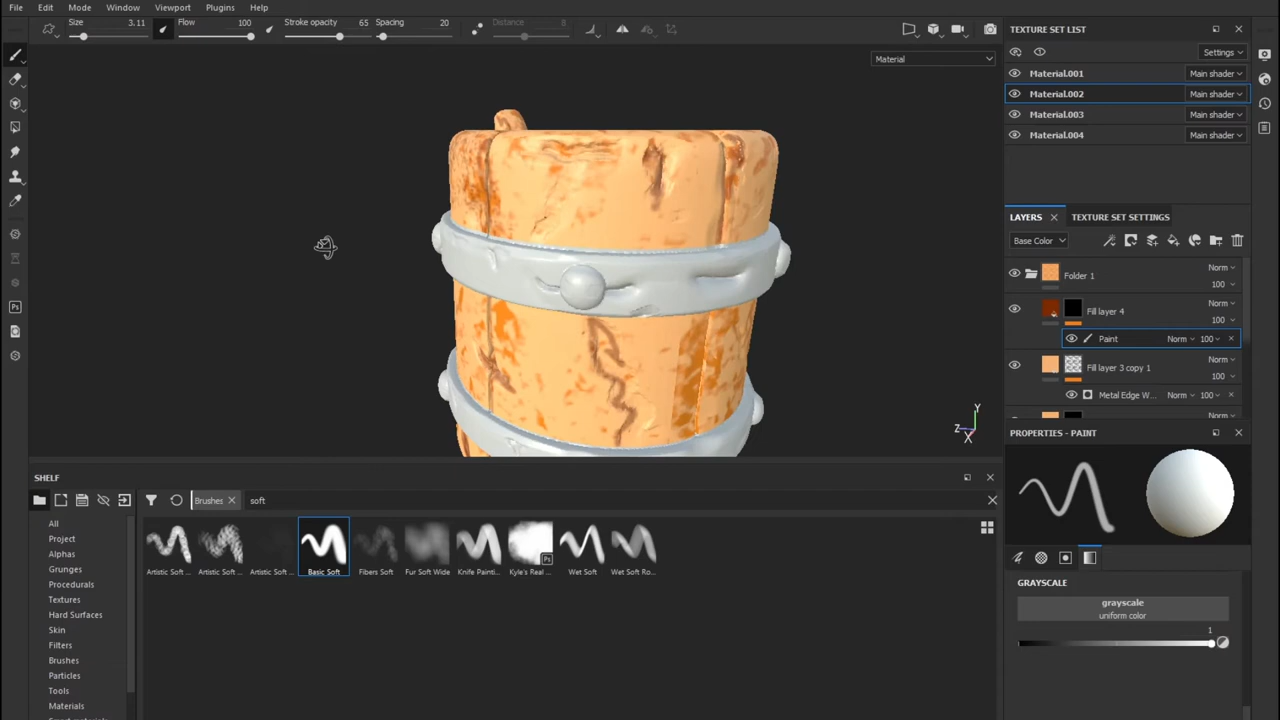 File Edit Mode Window Viewport Plugins Help
Size 3.11 Flow 100 Stroke opacity 65 Spacing 20 Distance 8
Material
TEXTURE SET LIST
Settings
Material.001 Main shader
Material.002 Main shader
Material.003 Main shader
Material.004 Main shader
LAYERS TEXTURE SET SETTINGS
Base Color
Folder 1 Norm 100
Fill layer 4 Norm 100
Paint Norm 100
Fill layer 3 copy 1 Norm 100
Metal Edge W... Norm 100
Norm
Y
Z
X
PROPERTIES - PAINT
GRAYSCALE
grayscale
uniform color
1
SHELF
Brushes soft
All
Project
Alphas
Grunges
Procedurals
Textures
Hard Surfaces
Skin
Filters
Brushes
Particles
Tools
Materials
Smart materials
Artistic Soft ... Artistic Soft ... Artistic Soft ... Basic Soft Fibers Soft Fur Soft Wide Knife Painti... Kyle's Real ... Wet Soft Wet Soft Ro...
Ps
Ps